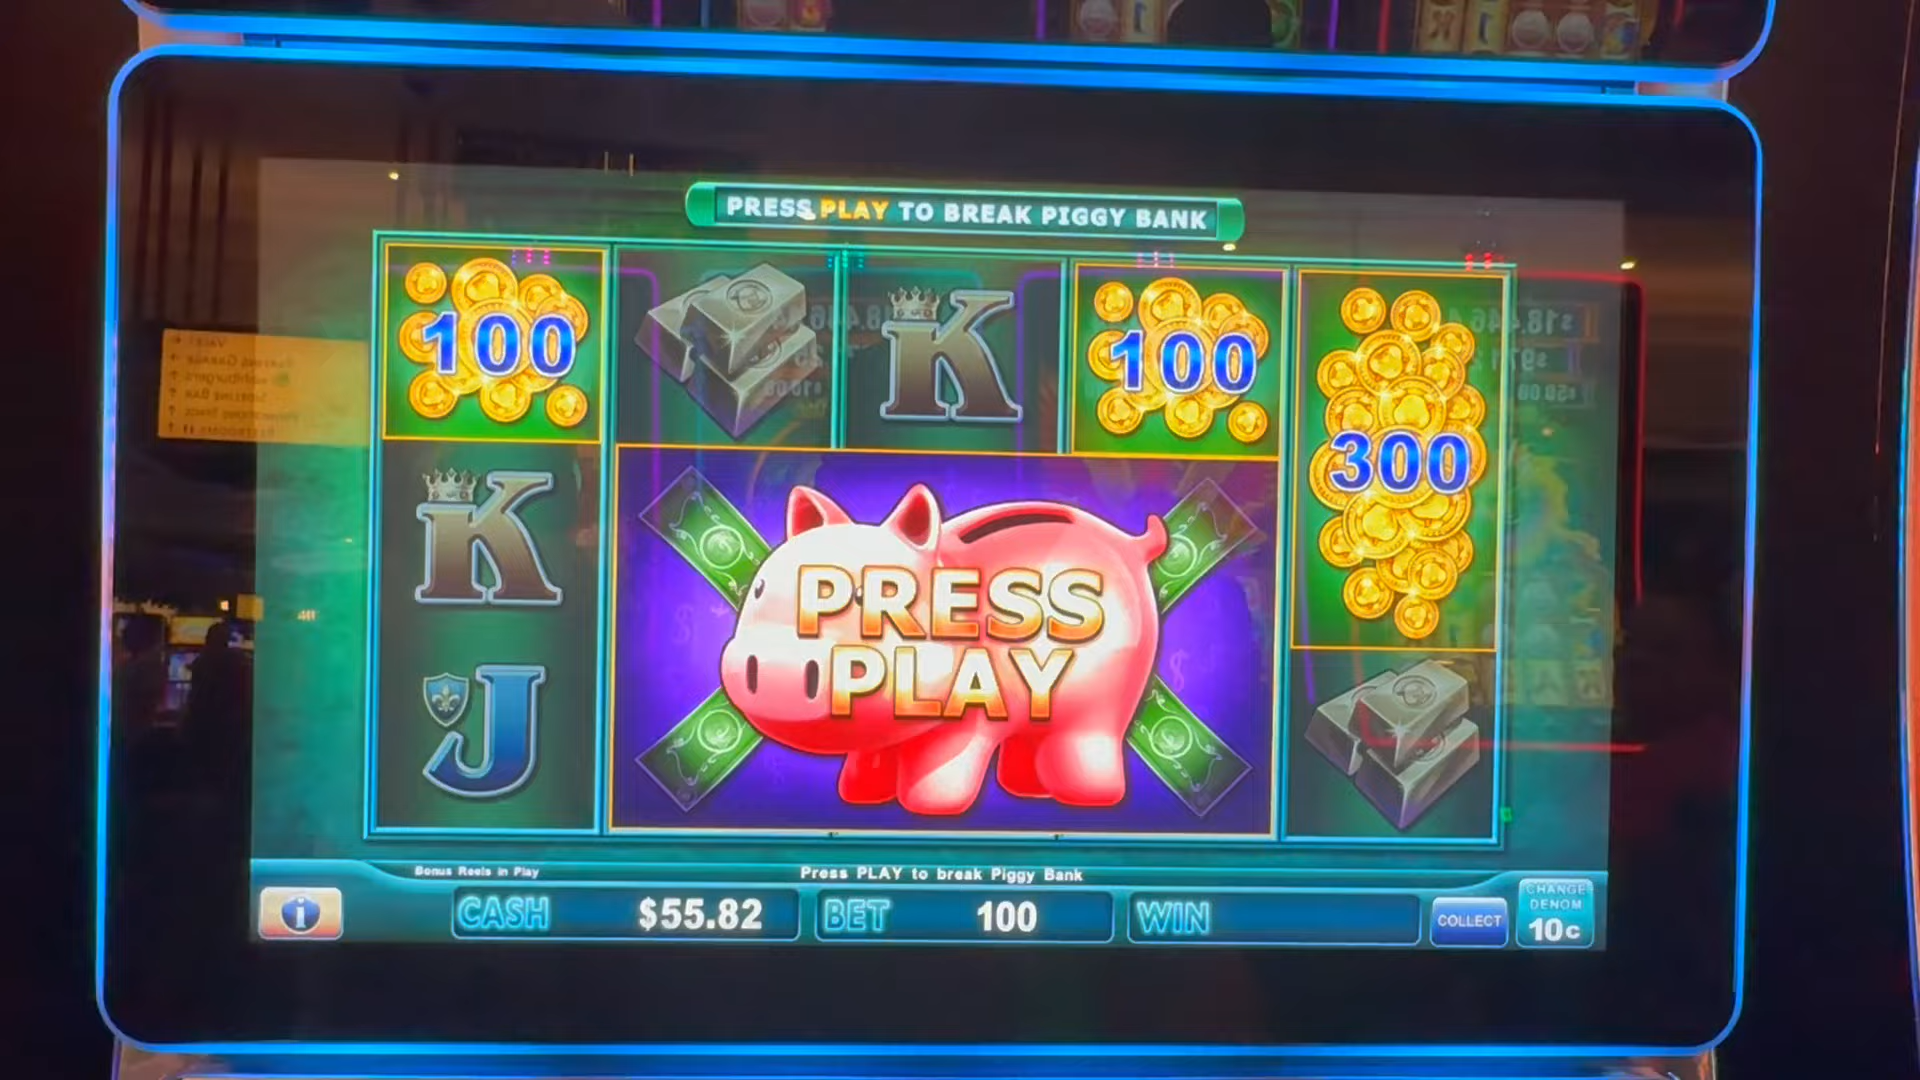 PRESS PLAY TO BREAK PIGGY BANK
100
K
100
300
K
PRESS
PLAY
J
Bonus Reels in Play
Press PLAY to break Piggy Bank
CASH $55.82
BET 100
WIN
COLLECT
CHANGE
DENOM
10c